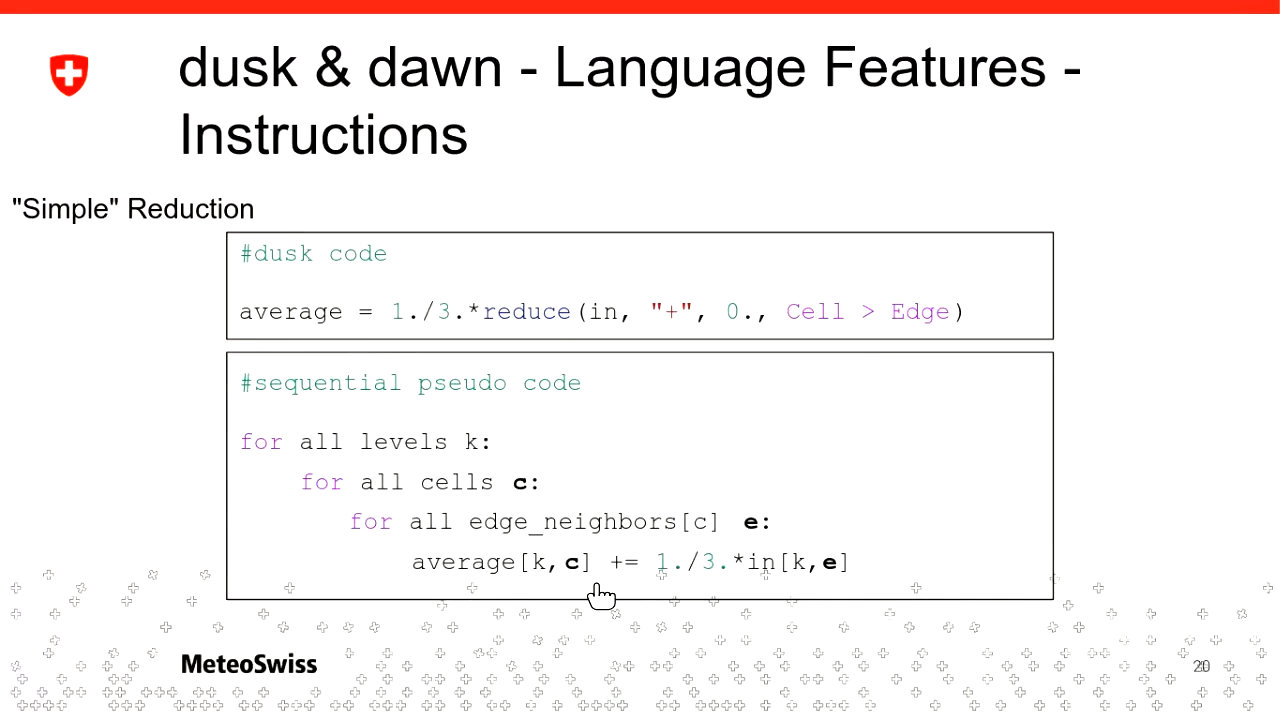 dusk & dawn - Language Features -
Instructions
"Simple" Reduction
#dusk code
average = 1./3.*reduce(in, "+", 0., Cell > Edge)
#sequential pseudo code
for all levels k:
for all cells c:
for all edge_neighbors[c] e:
average[k,c] += 1./3.*in[k,e]
MeteoSwiss
20